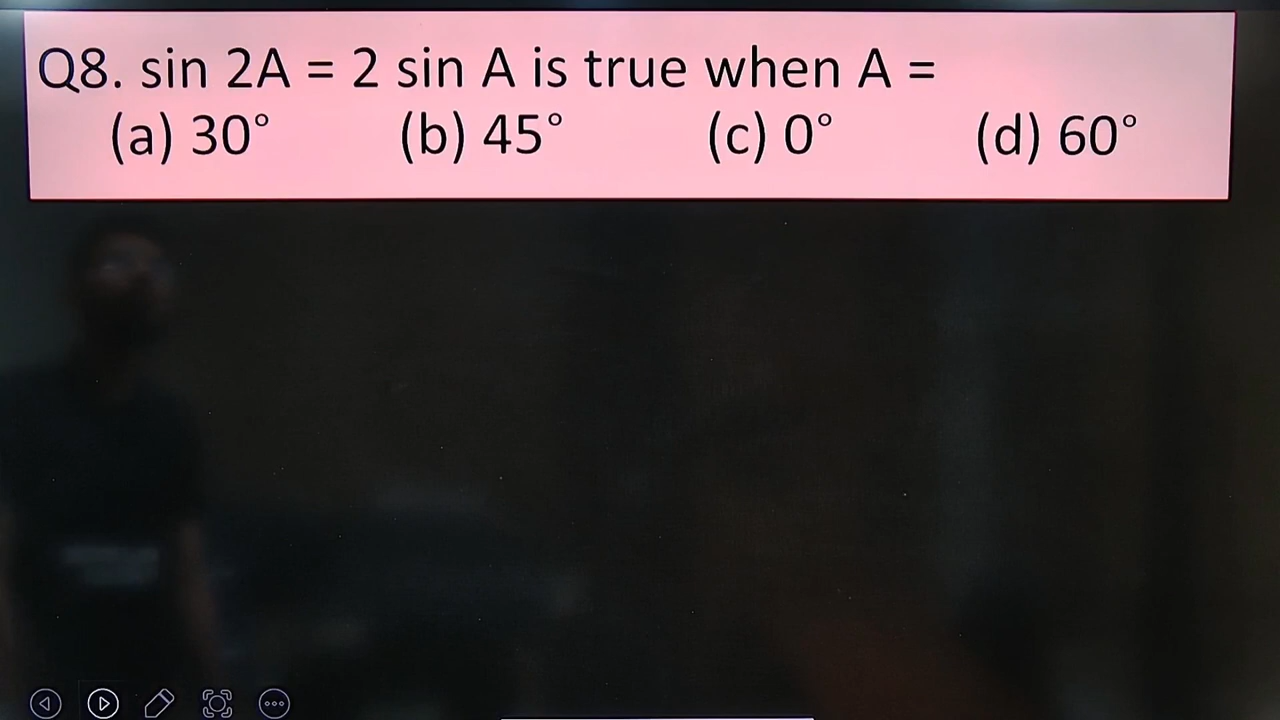 Q8. sin 2A = 2 sin A is true when A =
(a) 30° (b) 45° (c) 0° (d) 60°